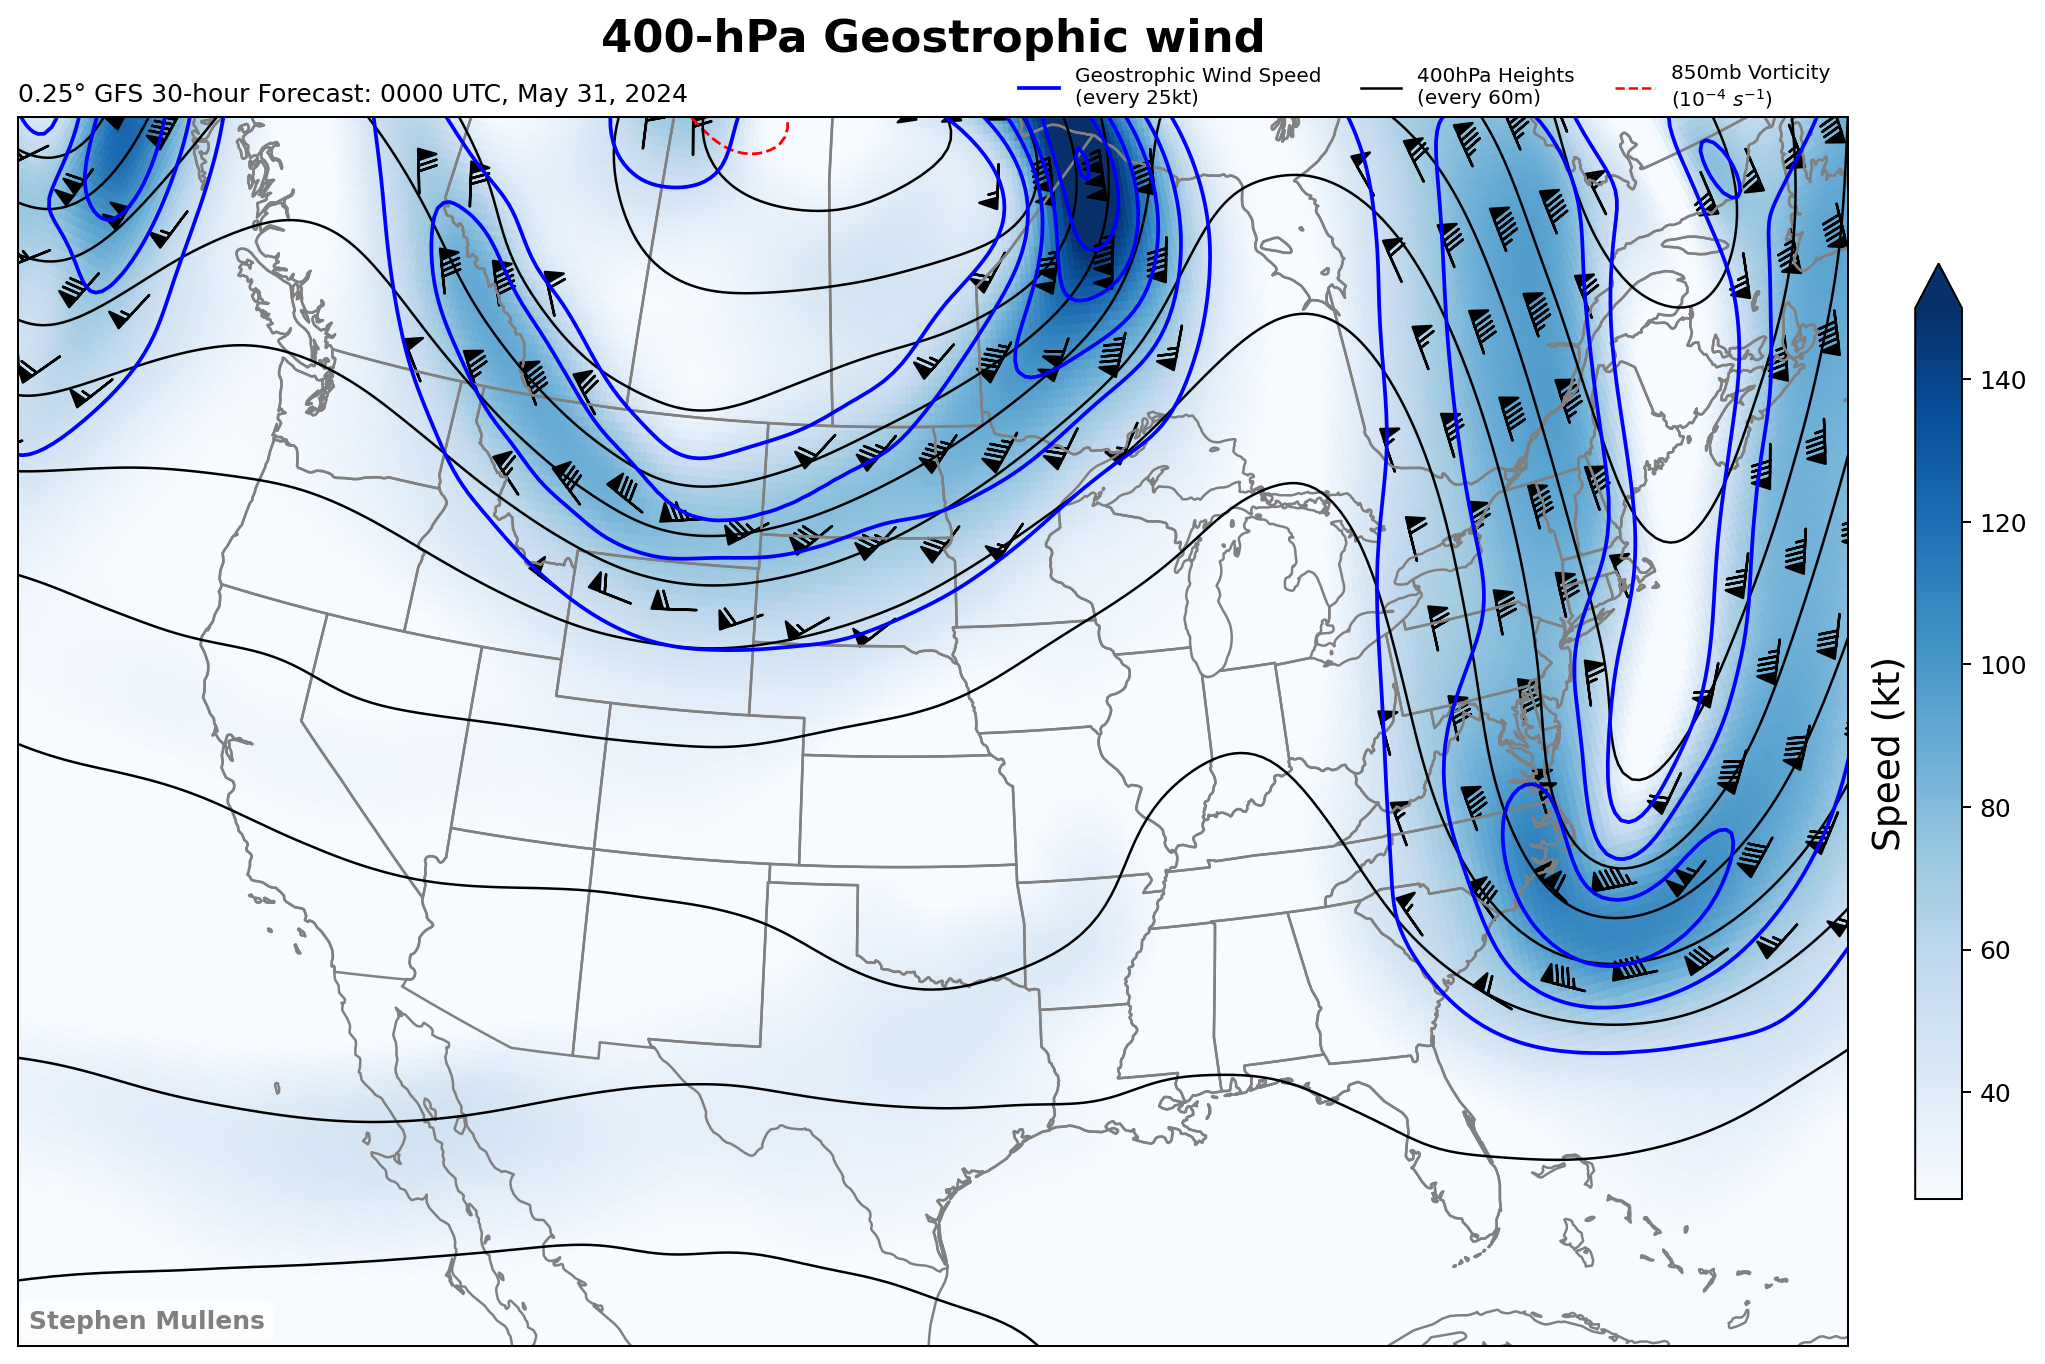 400-hPa Geostrophic wind
0.25° GFS 30-hour Forecast: 0000 UTC, May 31, 2024
Geostrophic Wind Speed
(every 25kt)
400hPa Heights
(every 60m)
850mb Vorticity
(10⁻⁴ s⁻¹)
140
120
100
80
60
40
Speed (kt)
Stephen Mullens